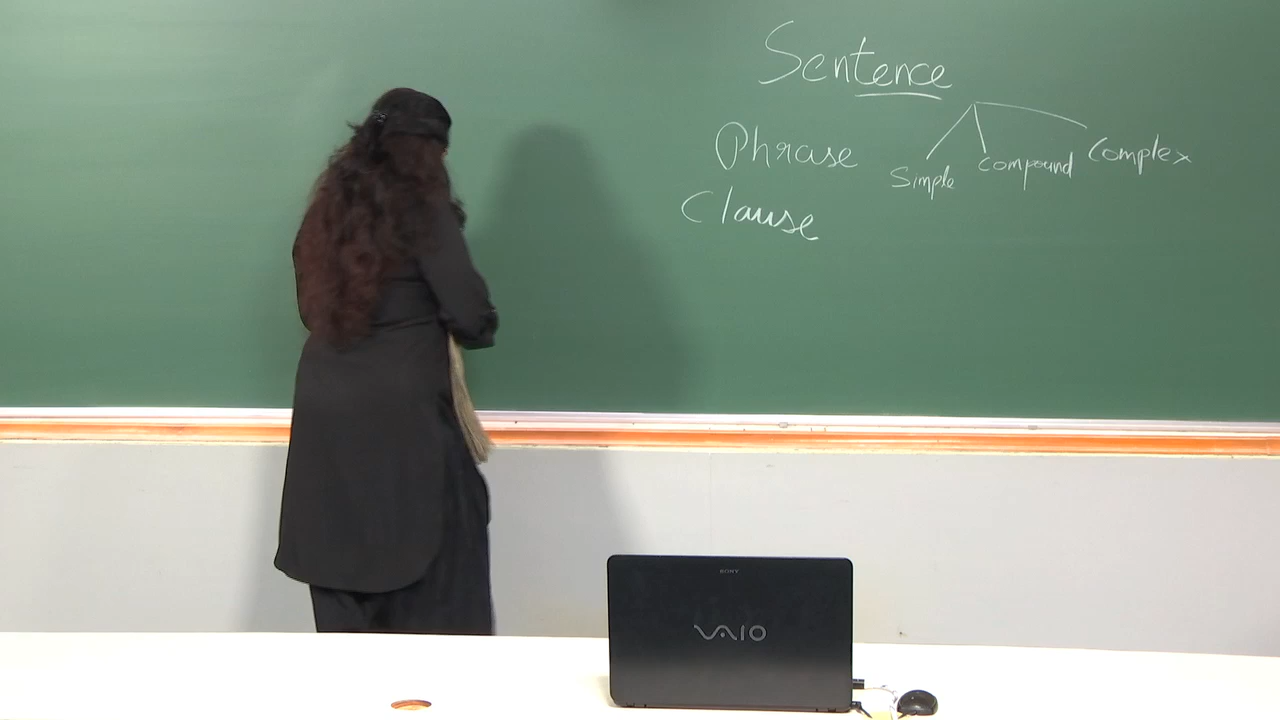 Sentence
Phrase
Simple Compound Complex
Clause
SONY
VAIO